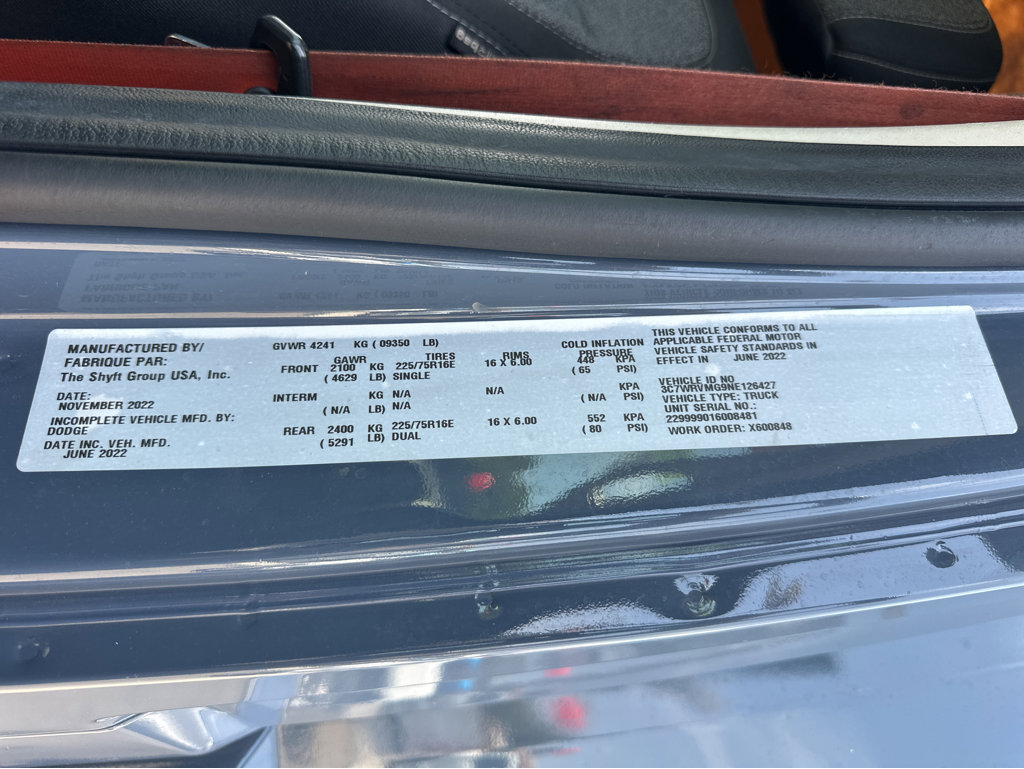 MANUFACTURED BY/
FABRIQUE PAR:
The Shyft Group USA, Inc.
DATE:
NOVEMBER 2022
INCOMPLETE VEHICLE MFD. BY:
DODGE
DATE INC. VEH. MFD.
JUNE 2022
GVWR 4241 KG ( 09350 LB)
GAWR TIRES RIMS
FRONT 2100 KG 225/75R16E 16 X 6.00
( 4629 LB) SINGLE
INTERM KG N/A N/A
( N/A LB) N/A
REAR 2400 KG 225/75R16E 16 X 6.00
( 5291 LB) DUAL
COLD INFLATION
PRESSURE
448 KPA
( 65 PSI)
KPA
( N/A PSI)
552 KPA
( 80 PSI)
THIS VEHICLE CONFORMS TO ALL
APPLICABLE FEDERAL MOTOR
VEHICLE SAFETY STANDARDS IN
EFFECT IN JUNE 2022
VEHICLE ID NO
3C7WRVMG9NE126427
VEHICLE TYPE: TRUCK
UNIT SERIAL NO.:
229999016008481
WORK ORDER: X600848